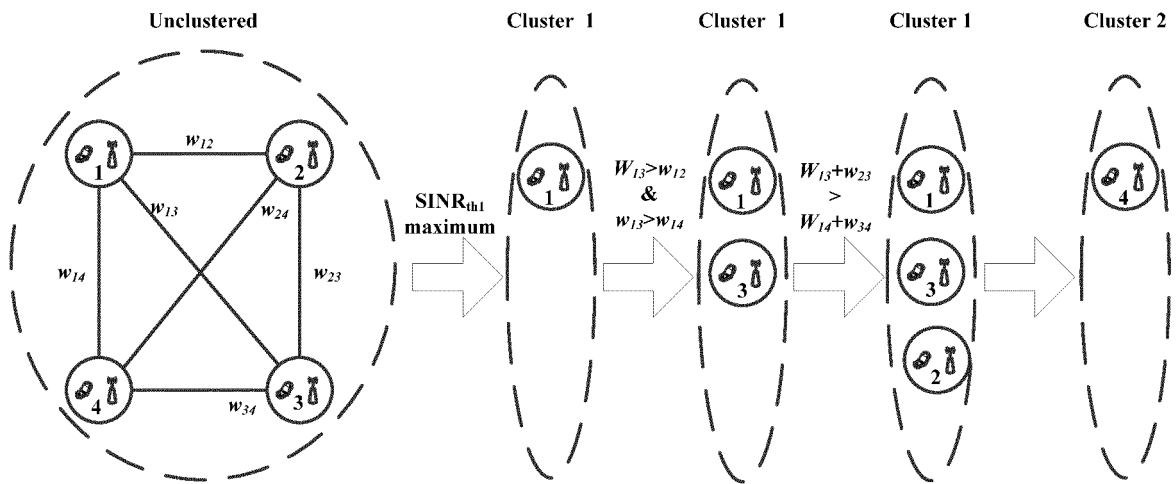 Unclustered
Cluster 1
Cluster 1
Cluster 1
Cluster 2
w12
1
2
w13
w24
w14
w23
4
3
w34
SINRth1
maximum
1
W13>w12
&
w13>w14
1
3
W13+w23
>
W14+w34
1
3
2
4